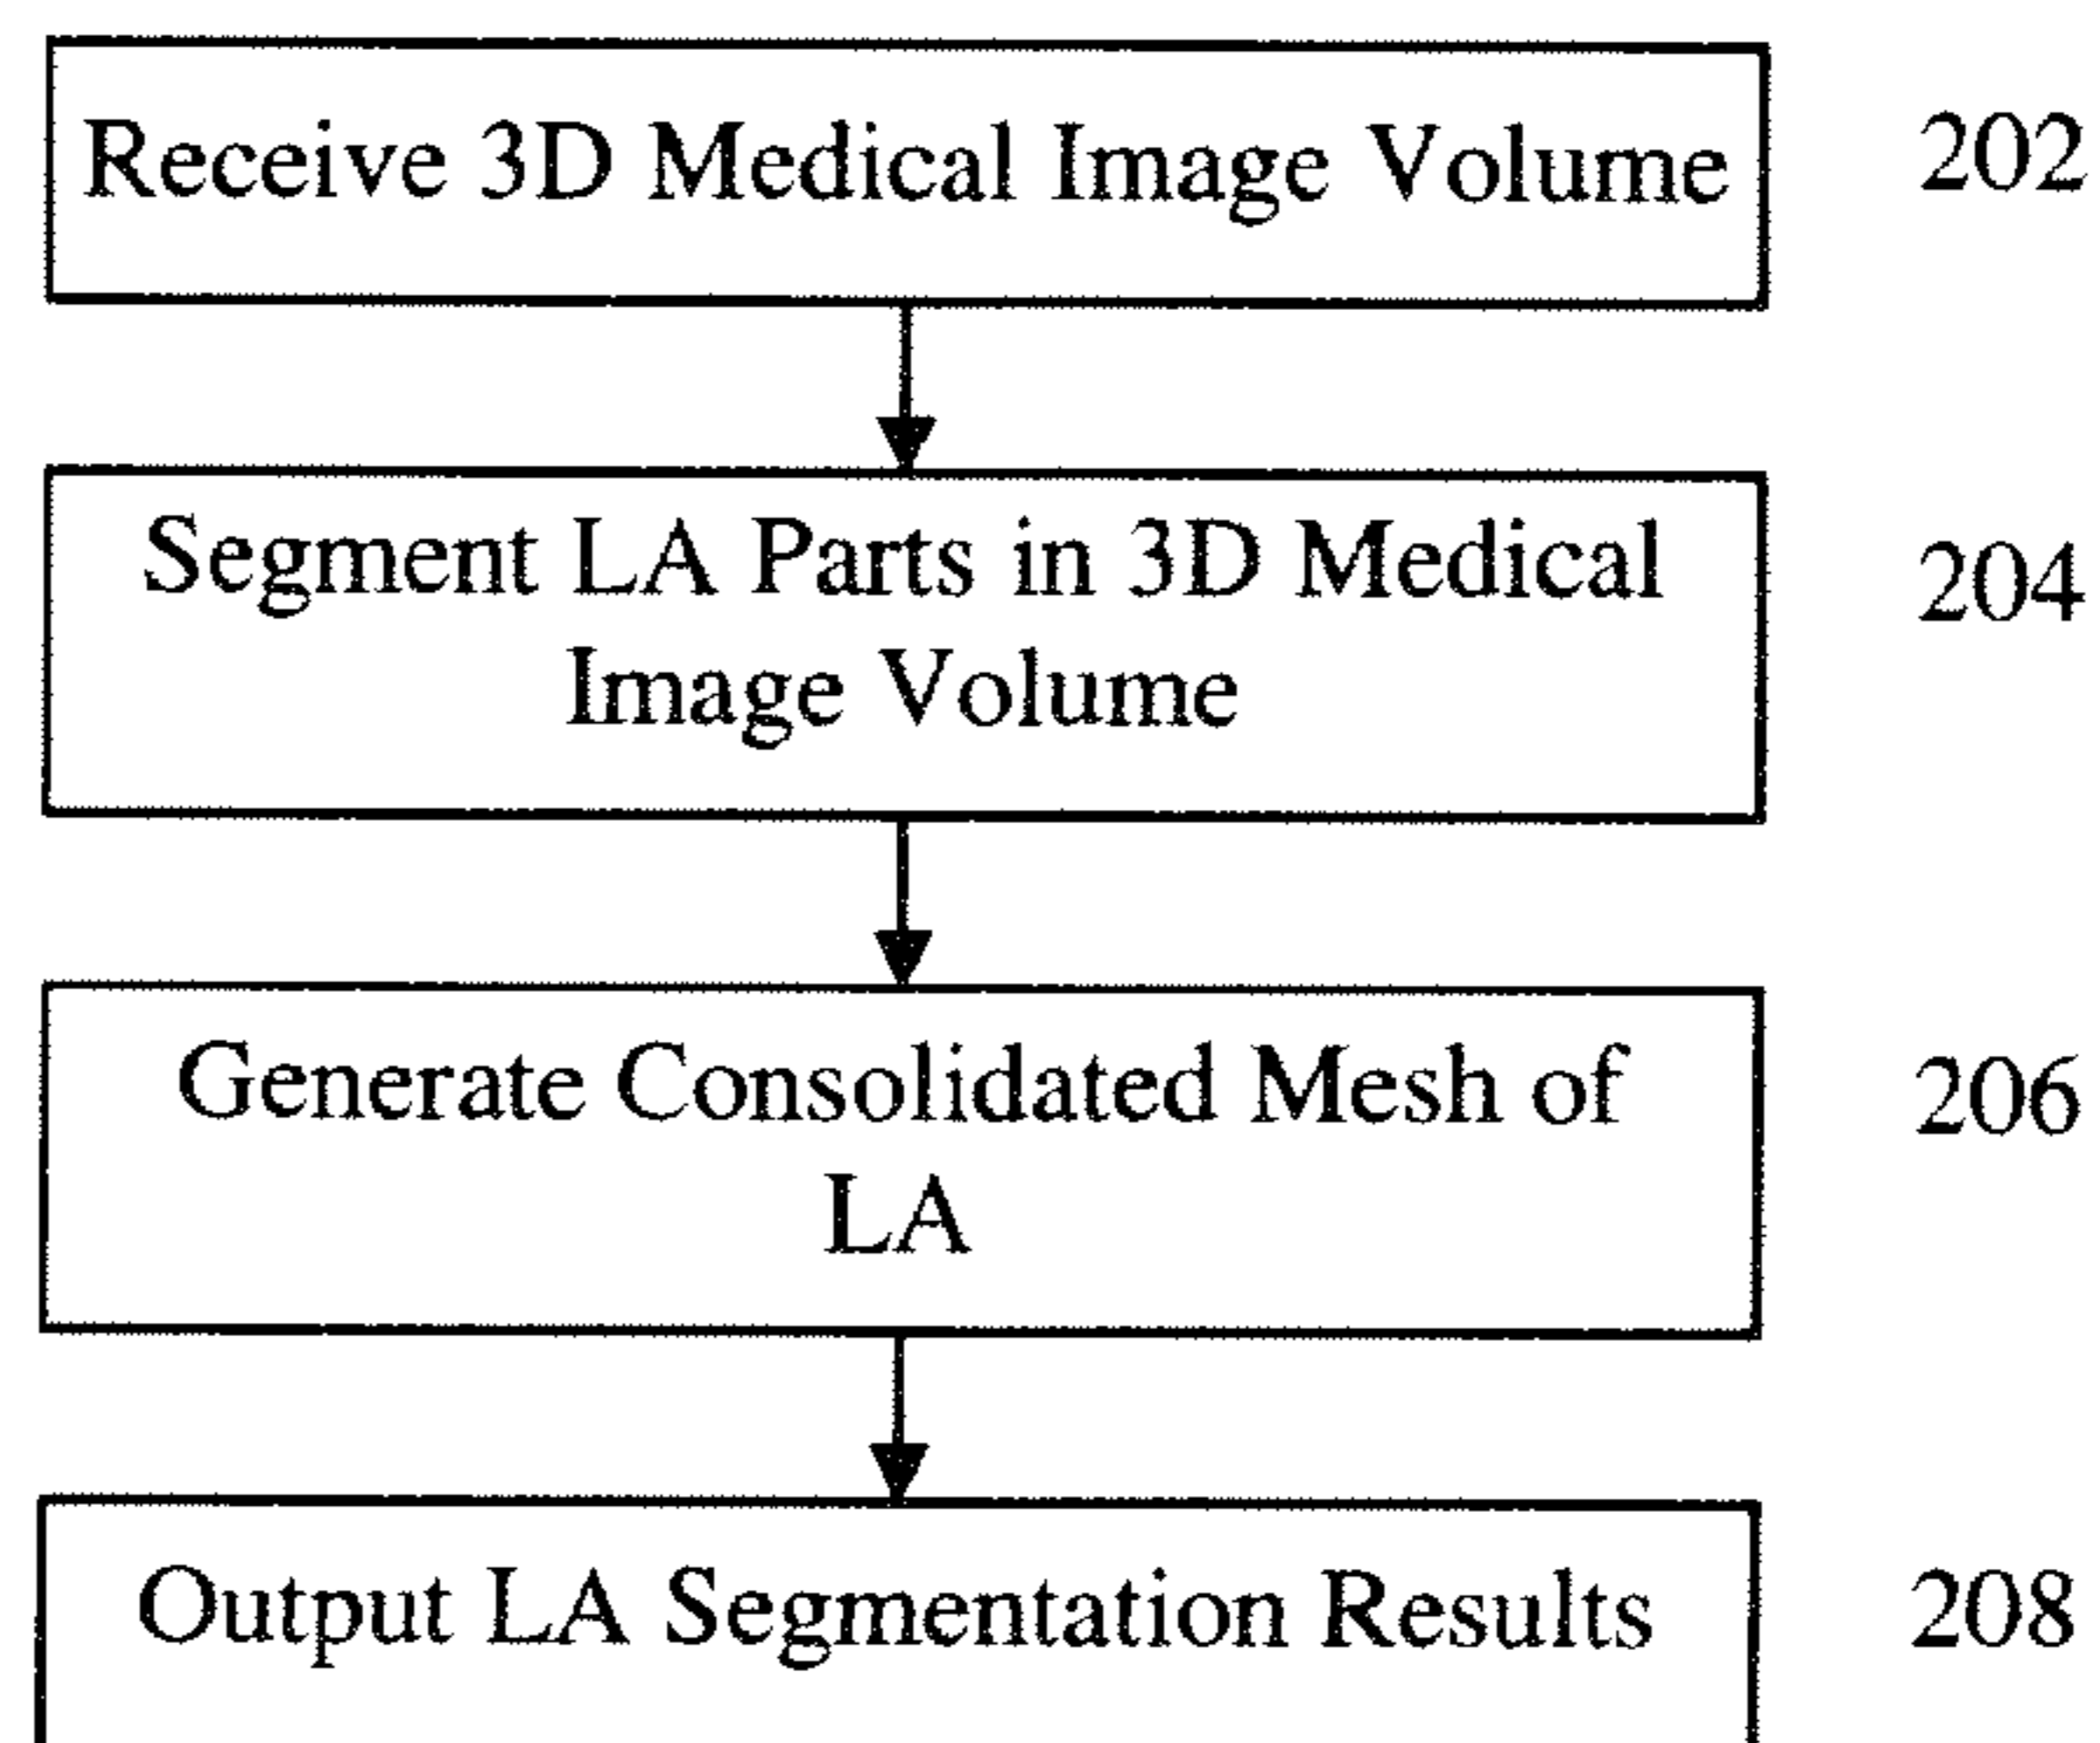 Receive 3D Medical Image Volume 202
Segment LA Parts in 3D Medical 204
Image Volume
Generate Consolidated Mesh of 206
LA
Output LA Segmentation Results 208